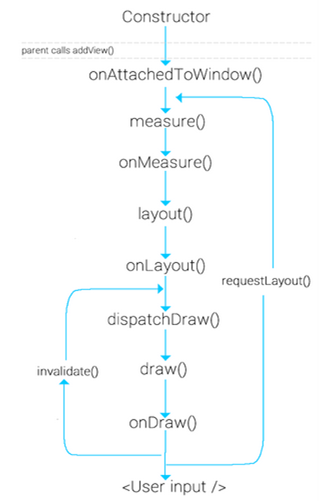 Constructor
parent calls addView()
onAttachedToWindow()
measure()
onMeasure()
layout()
onLayout()
requestLayout()
dispatchDraw()
invalidate()
draw()
onDraw()
<User input />